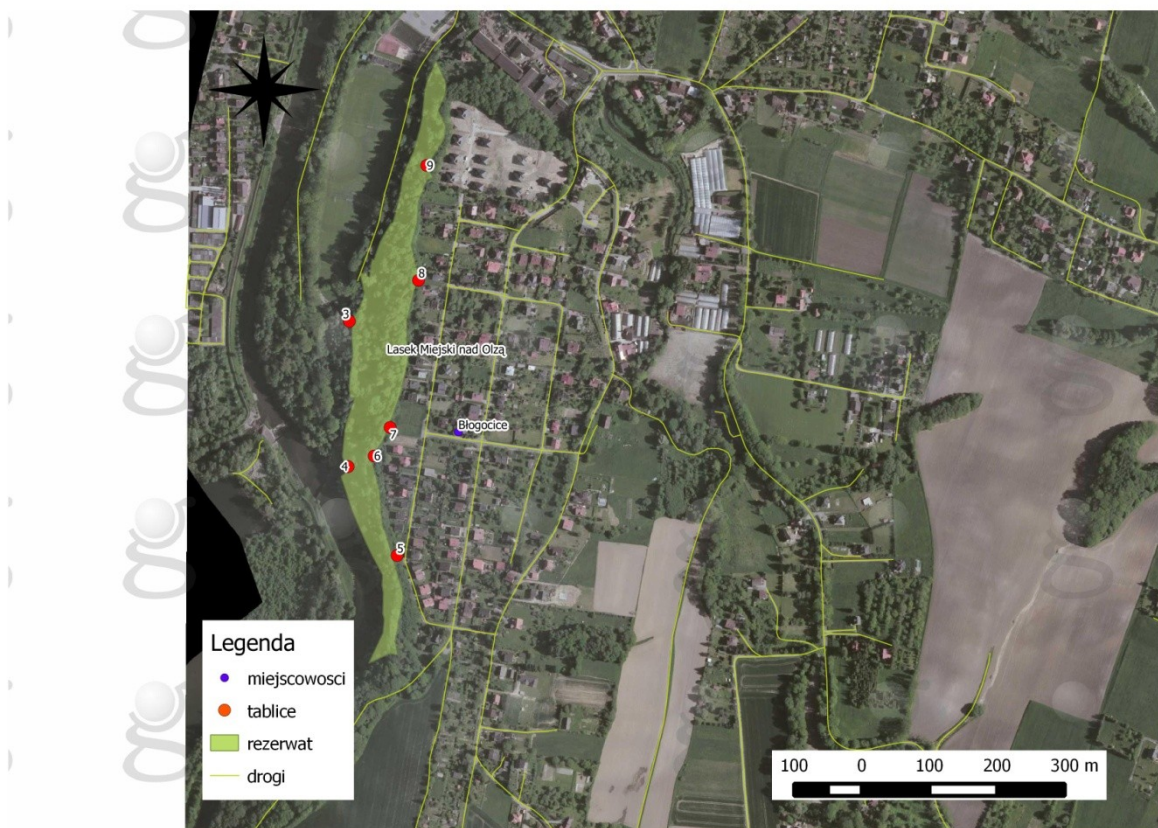 9
8
3
Lasek Miejski nad Olzą
7
Błogocice
6
4
5
Legenda
miejscowosci
tablice
rezerwat
drogi
100 0 100 200 300 m